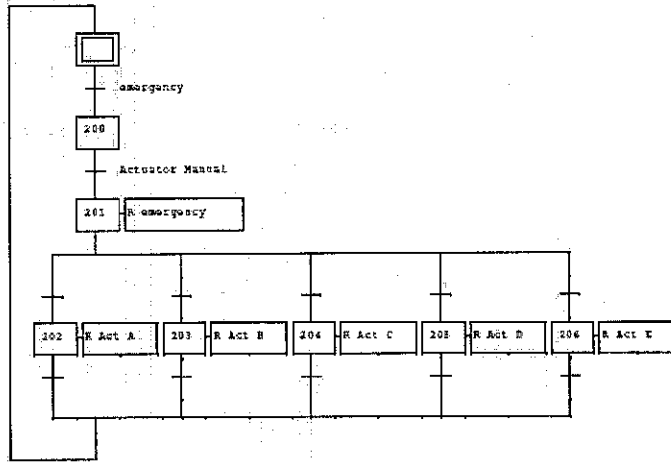 emergency
200
Actuator Manual
201 R emergency
202 R Act A 203 R Act B 204 R Act C 205 R Act D 206 R Act E